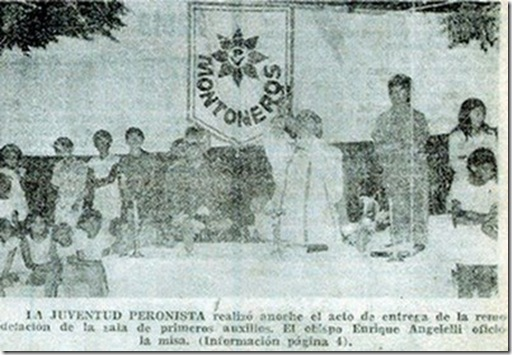 MONTONEROS
LA JUVENTUD PERONISTA realizó anoche el acto de entrega de la remo
delación de la sala de primeros auxilios. El obispo Enrique Angelelli ofició
la misa. (Información página 4).